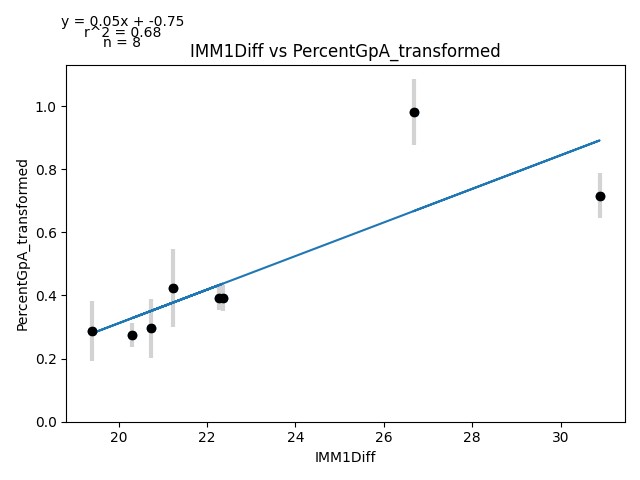 y = 0.05x + -0.75
r^2 = 0.68
n = 8
IMM1Diff vs PercentGpA_transformed
PercentGpA_transformed
1.0
0.8
0.6
0.4
0.2
0.0
20 22 24 26 28 30
IMM1Diff